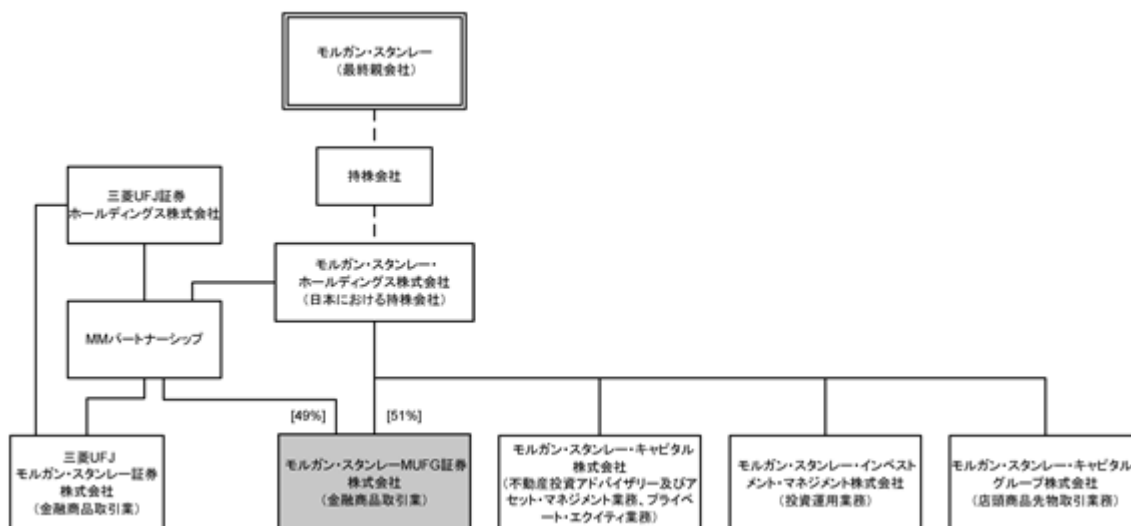 モルガン・スタンレー
（最終親会社）
持株会社
三菱UFJ証券
ホールディングス株式会社
モルガン・スタンレー・
ホールディングス株式会社
（日本における持株会社）
MMパートナーシップ
[49%]
[51%]
三菱UFJ
モルガン・スタンレー証券
株式会社
（金融商品取引業）
モルガン・スタンレーMUFG証券
株式会社
（金融商品取引業）
モルガン・スタンレー・キャピタル
株式会社
（不動産投資アドバイザリー及びア
セット・マネジメント業務、プライベ
ート・エクイティ業務）
モルガン・スタンレー・インベスト
メント・マネジメント株式会社
（投資運用業務）
モルガン・スタンレー・キャピタル
グループ株式会社
（店頭商品先物取引業務）